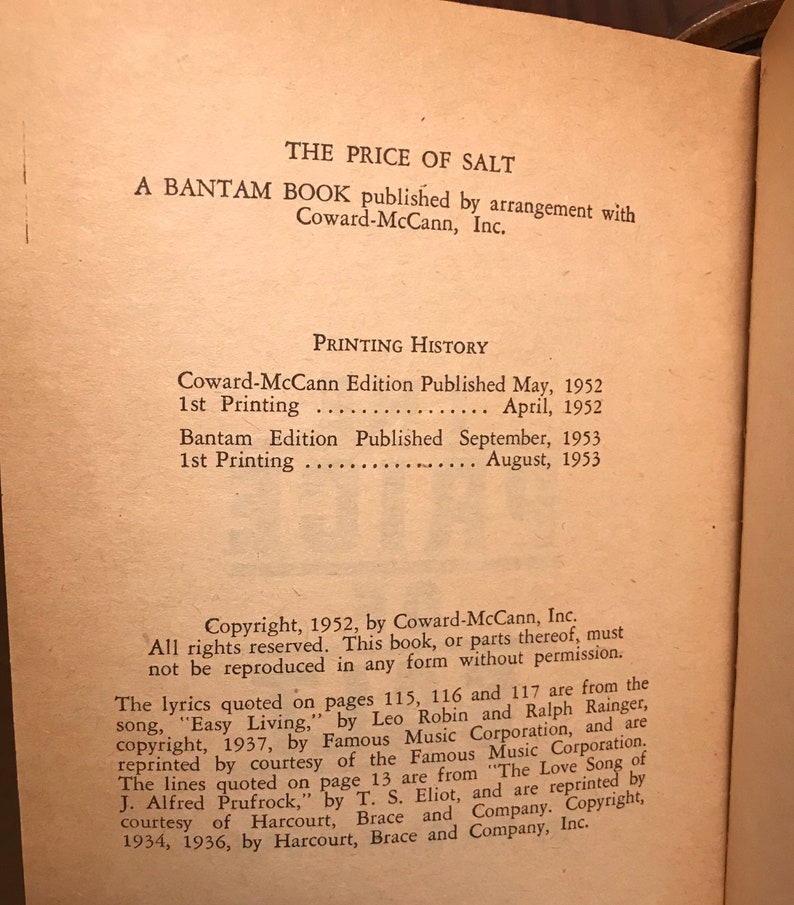 THE PRICE OF SALT
A BANTAM BOOK published by arrangement with
Coward-McCann, Inc.
PRINTING HISTORY
Coward-McCann Edition Published May, 1952
1st Printing ................ April, 1952
Bantam Edition Published September, 1953
1st Printing ................ August, 1953
Copyright, 1952, by Coward-McCann, Inc.
All rights reserved. This book, or parts thereof, must
not be reproduced in any form without permission.
The lyrics quoted on pages 115, 116 and 117 are from the
song, "Easy Living," by Leo Robin and Ralph Rainger,
copyright, 1937, by Famous Music Corporation, and are
reprinted by courtesy of the Famous Music Corporation.
The lines quoted on page 13 are from "The Love Song of
J. Alfred Prufrock," by T. S. Eliot, and are reprinted by
courtesy of Harcourt, Brace and Company. Copyright,
1934, 1936, by Harcourt, Brace and Company, Inc.